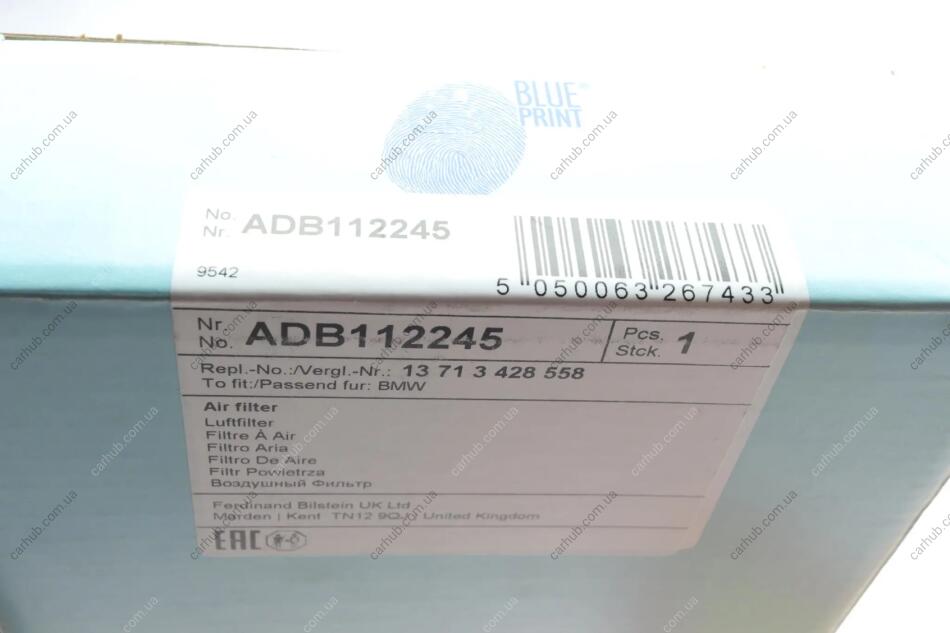 BLUE
PRINT
No.
Nr. ADB112245
9542
5 050063 267433
Nr.
No. ADB112245
Pcs.
Stck. 1
Repl.-No.:/Vergl.-Nr.: 13 71 3 428 558
To fit:/Passend fur: BMW
Air filter
Luftfilter
Filtre À Air
Filtro Aria
Filtro De Aire
Filtr Powietrza
Воздушный Фильтр
Ferdinand Bilstein UK Ltd
Marden | Kent TN12 United Kingdom
EAC
carhub.com.ua